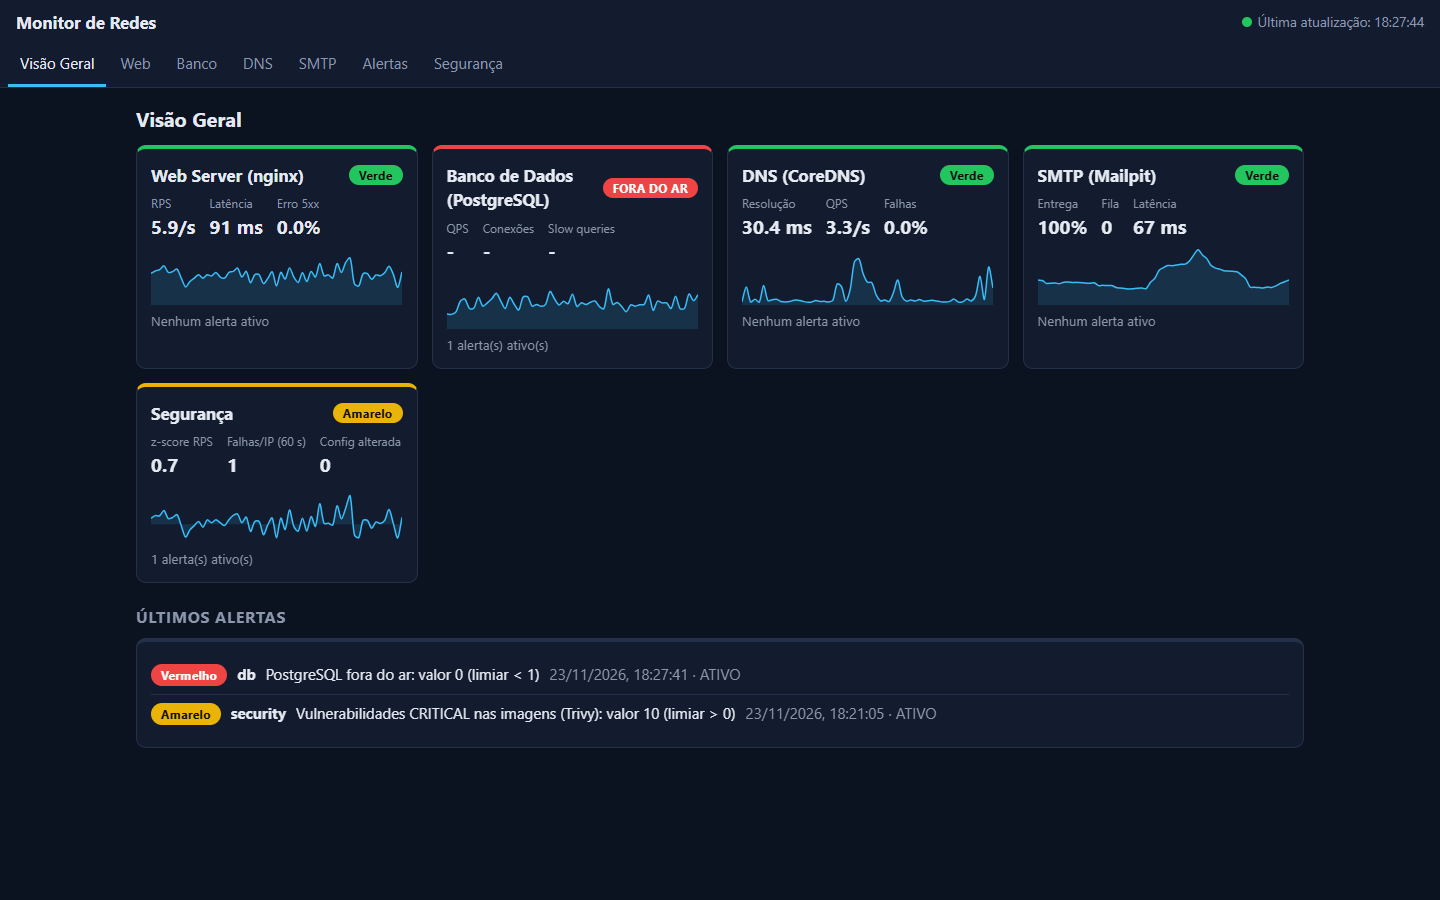 Monitor de Redes
Última atualização: 18:27:44
Visão Geral Web Banco DNS SMTP Alertas Segurança
Visão Geral
Web Server (nginx) Verde
RPS Latência Erro 5xx
5.9/s 91 ms 0.0%
Nenhum alerta ativo
Banco de Dados
(PostgreSQL)
FORA DO AR
QPS Conexões Slow queries
- - -
1 alerta(s) ativo(s)
DNS (CoreDNS) Verde
Resolução QPS Falhas
30.4 ms 3.3/s 0.0%
Nenhum alerta ativo
SMTP (Mailpit) Verde
Entrega Fila Latência
100% 0 67 ms
Nenhum alerta ativo
Segurança Amarelo
z-score RPS Falhas/IP (60 s) Config alterada
0.7 1 0
1 alerta(s) ativo(s)
ÚLTIMOS ALERTAS
Vermelho db PostgreSQL fora do ar: valor 0 (limiar < 1) 23/11/2026, 18:27:41 · ATIVO
Amarelo security Vulnerabilidades CRITICAL nas imagens (Trivy): valor 10 (limiar > 0) 23/11/2026, 18:21:05 · ATIVO